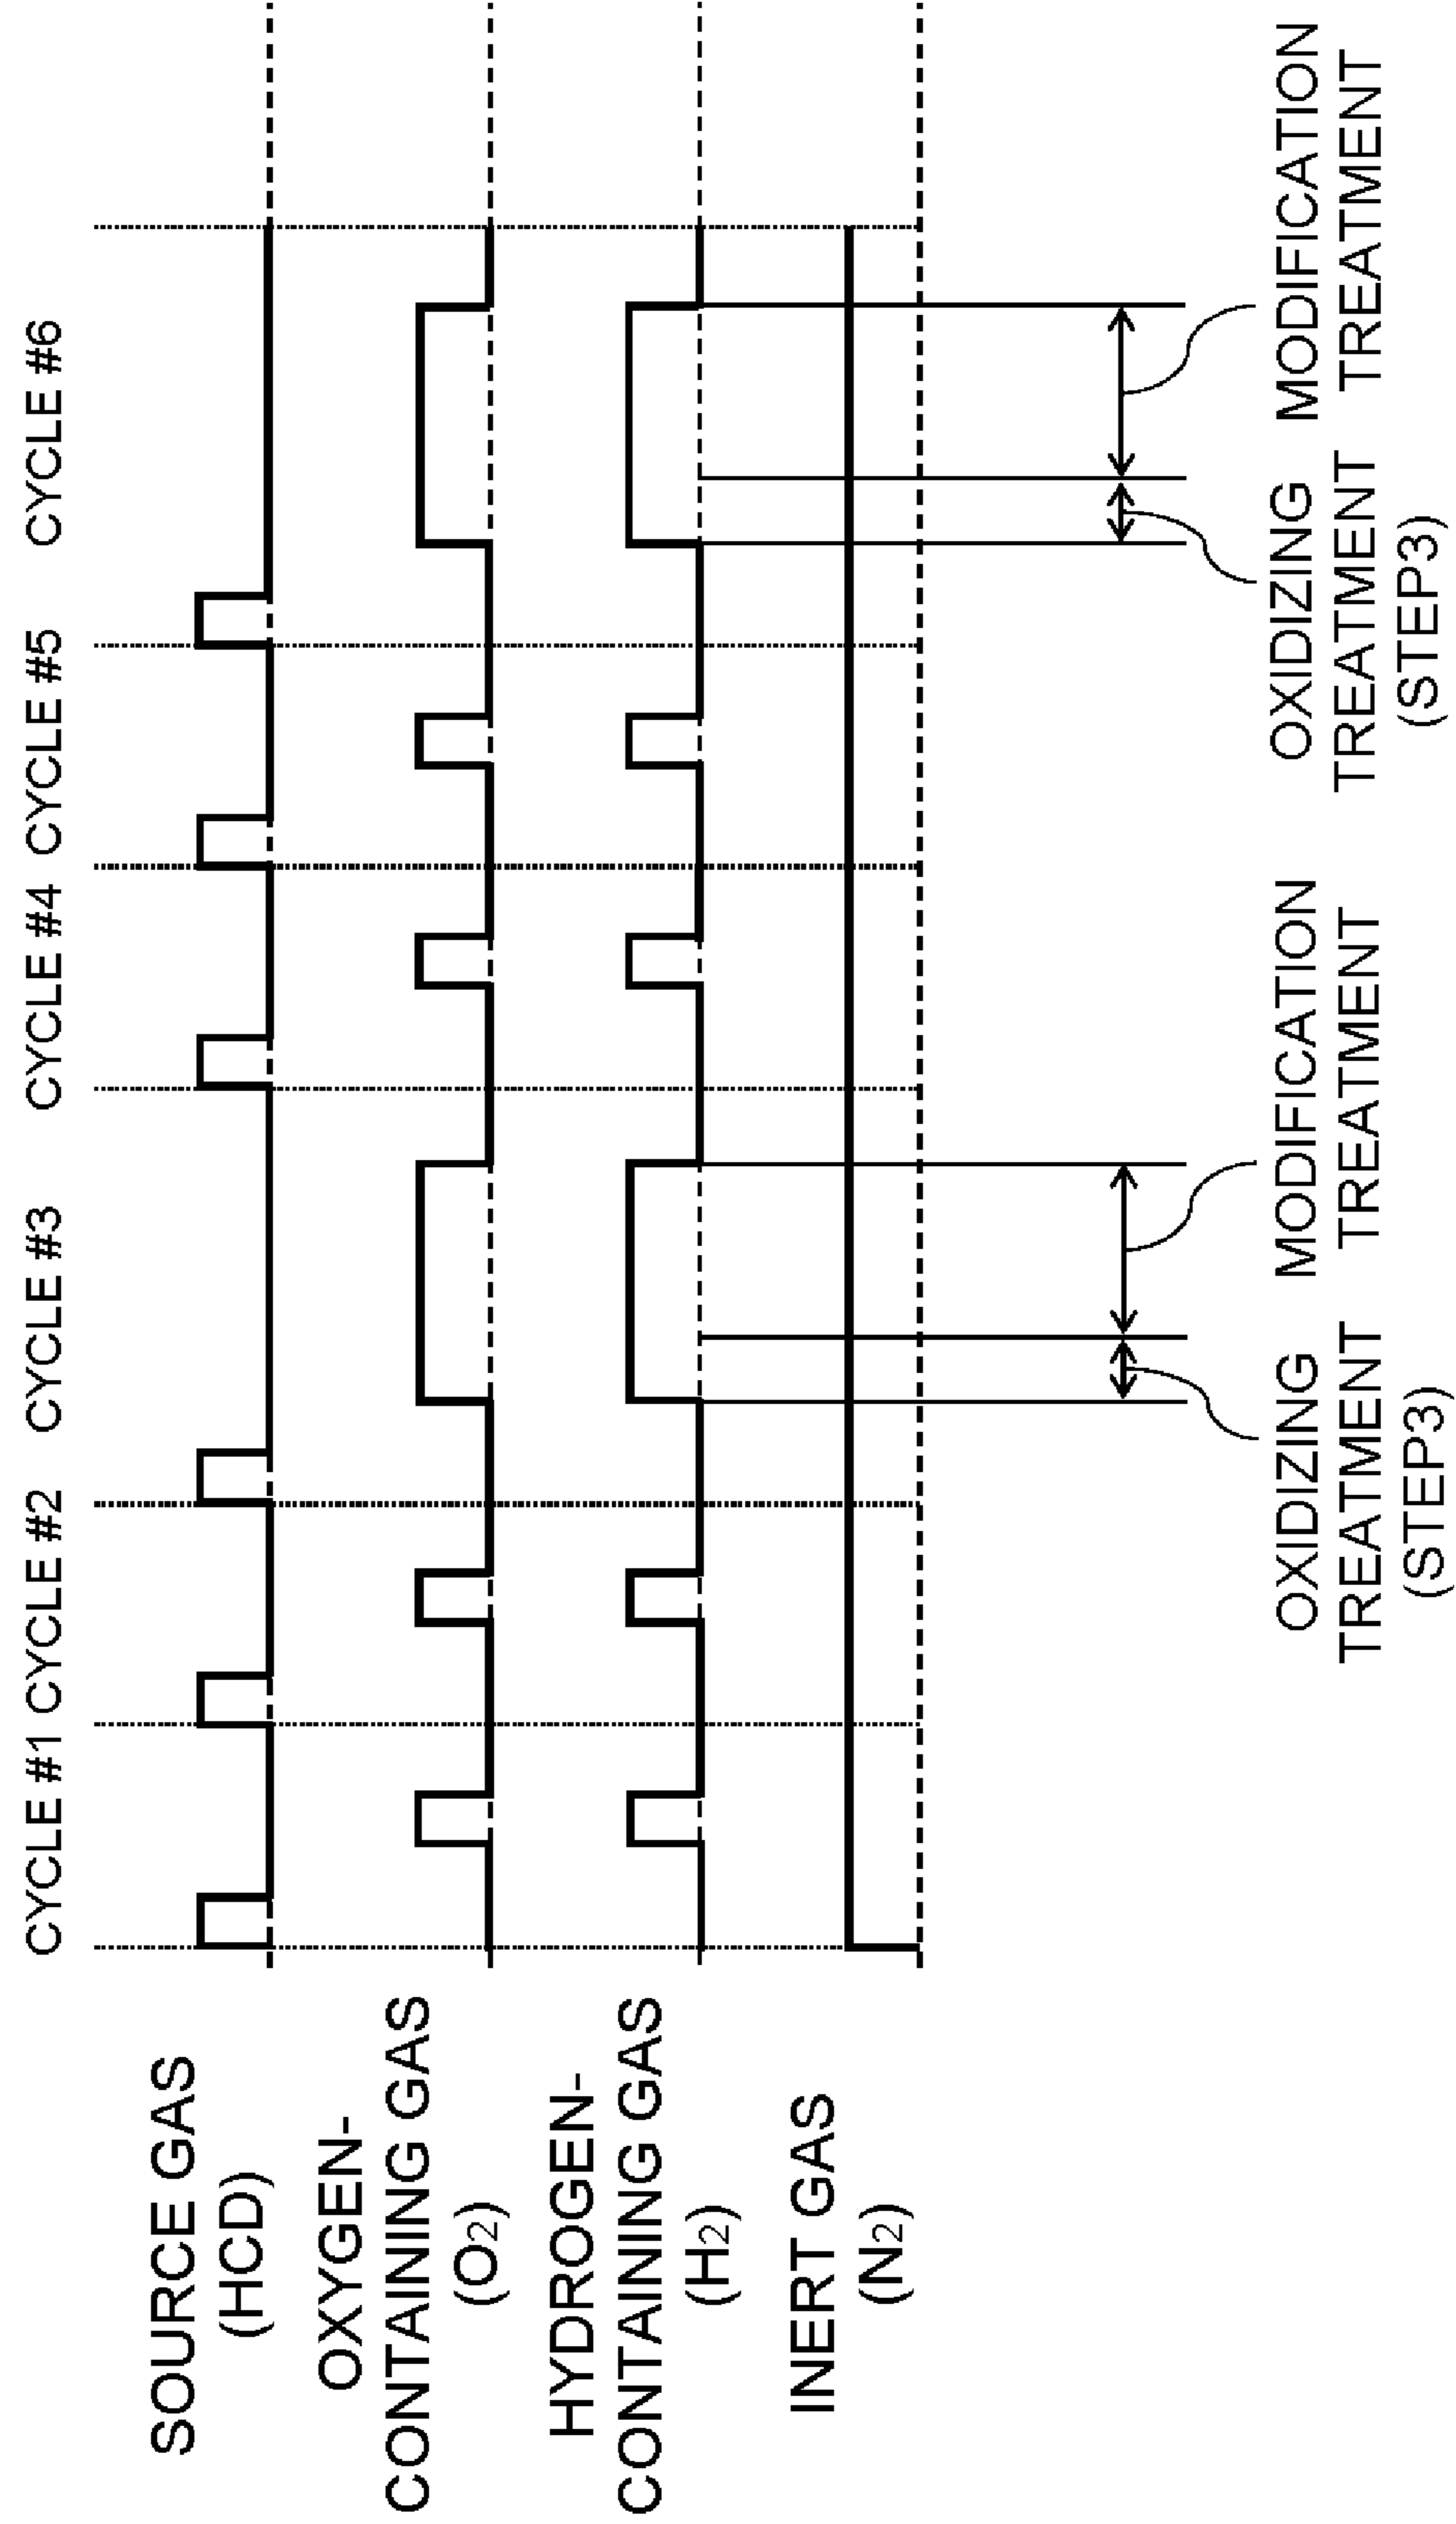 CYCLE #1 CYCLE #2 CYCLE #3 CYCLE #4 CYCLE #5 CYCLE #6
SOURCE GAS
(HCD)
OXYGEN-
CONTAINING GAS
(O2)
HYDROGEN-
CONTAINING GAS
(H2)
INERT GAS
(N2)
OXIDIZING
TREATMENT
(STEP3)
MODIFICATION
TREATMENT
OXIDIZING
TREATMENT
(STEP3)
MODIFICATION
TREATMENT